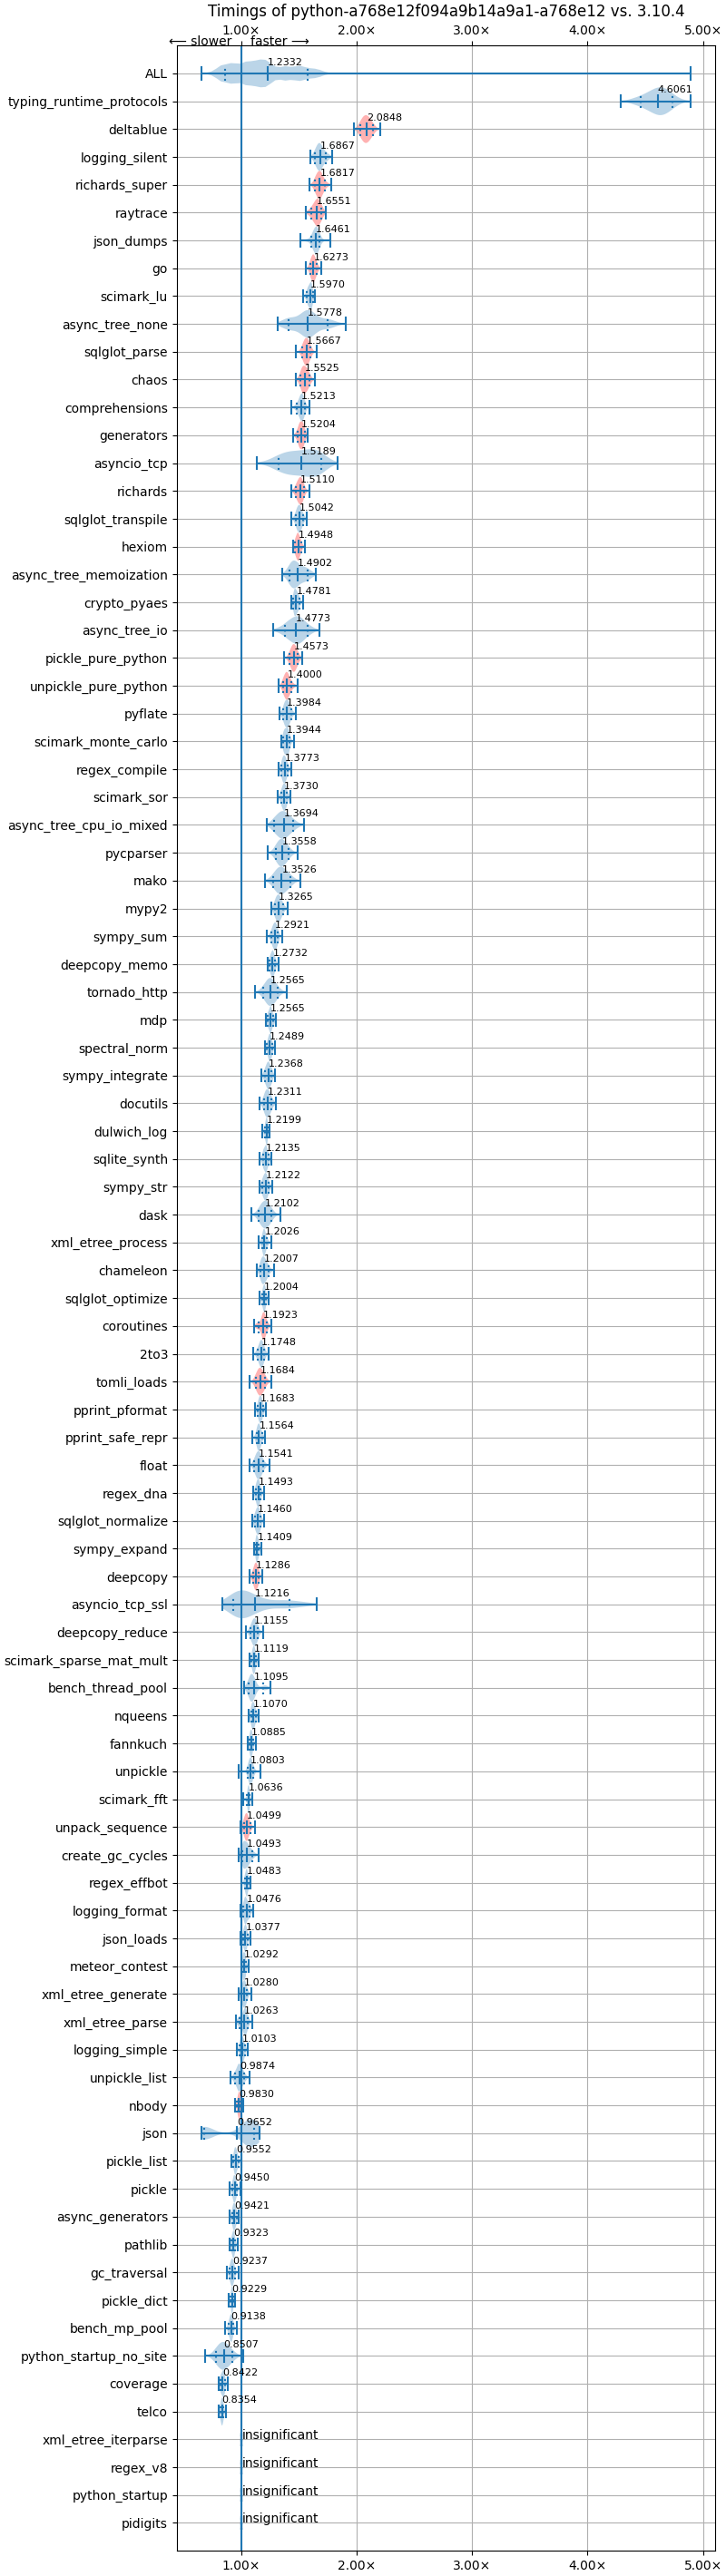 Timings of python-a768e12f094a9b14a9a1-a768e12 vs. 3.10.4
1.00× 2.00× 3.00× 4.00× 5.00×
⟵ slower faster ⟶
ALL 1.2332
typing_runtime_protocols 4.6061
deltablue 2.0848
logging_silent 1.6867
richards_super 1.6817
raytrace 1.6551
json_dumps 1.6461
go 1.6273
scimark_lu 1.5970
async_tree_none 1.5778
sqlglot_parse 1.5667
chaos 1.5525
comprehensions 1.5213
generators 1.5204
asyncio_tcp 1.5189
richards 1.5110
sqlglot_transpile 1.5042
hexiom 1.4948
async_tree_memoization 1.4902
crypto_pyaes 1.4781
async_tree_io 1.4773
pickle_pure_python 1.4573
unpickle_pure_python 1.4000
pyflate 1.3984
scimark_monte_carlo 1.3944
regex_compile 1.3773
scimark_sor 1.3730
async_tree_cpu_io_mixed 1.3694
pycparser 1.3558
mako 1.3526
mypy2 1.3265
sympy_sum 1.2921
deepcopy_memo 1.2732
tornado_http 1.2565
mdp 1.2565
spectral_norm 1.2489
sympy_integrate 1.2368
docutils 1.2311
dulwich_log 1.2199
sqlite_synth 1.2135
sympy_str 1.2122
dask 1.2102
xml_etree_process 1.2026
chameleon 1.2007
sqlglot_optimize 1.2004
coroutines 1.1923
2to3 1.1748
tomli_loads 1.1684
pprint_pformat 1.1683
pprint_safe_repr 1.1564
float 1.1541
regex_dna 1.1493
sqlglot_normalize 1.1460
sympy_expand 1.1409
deepcopy 1.1286
asyncio_tcp_ssl 1.1216
deepcopy_reduce 1.1155
scimark_sparse_mat_mult 1.1119
bench_thread_pool 1.1095
nqueens 1.1070
fannkuch 1.0885
unpickle 1.0803
scimark_fft 1.0636
unpack_sequence 1.0499
create_gc_cycles 1.0493
regex_effbot 1.0483
logging_format 1.0476
json_loads 1.0377
meteor_contest 1.0292
xml_etree_generate 1.0280
xml_etree_parse 1.0263
logging_simple 1.0103
unpickle_list 0.9874
nbody 0.9830
json 0.9652
pickle_list 0.9552
pickle 0.9450
async_generators 0.9421
pathlib 0.9323
gc_traversal 0.9237
pickle_dict 0.9229
bench_mp_pool 0.9138
python_startup_no_site 0.8507
coverage 0.8422
telco 0.8354
xml_etree_iterparse insignificant
regex_v8 insignificant
python_startup insignificant
pidigits insignificant
1.00× 2.00× 3.00× 4.00× 5.00×